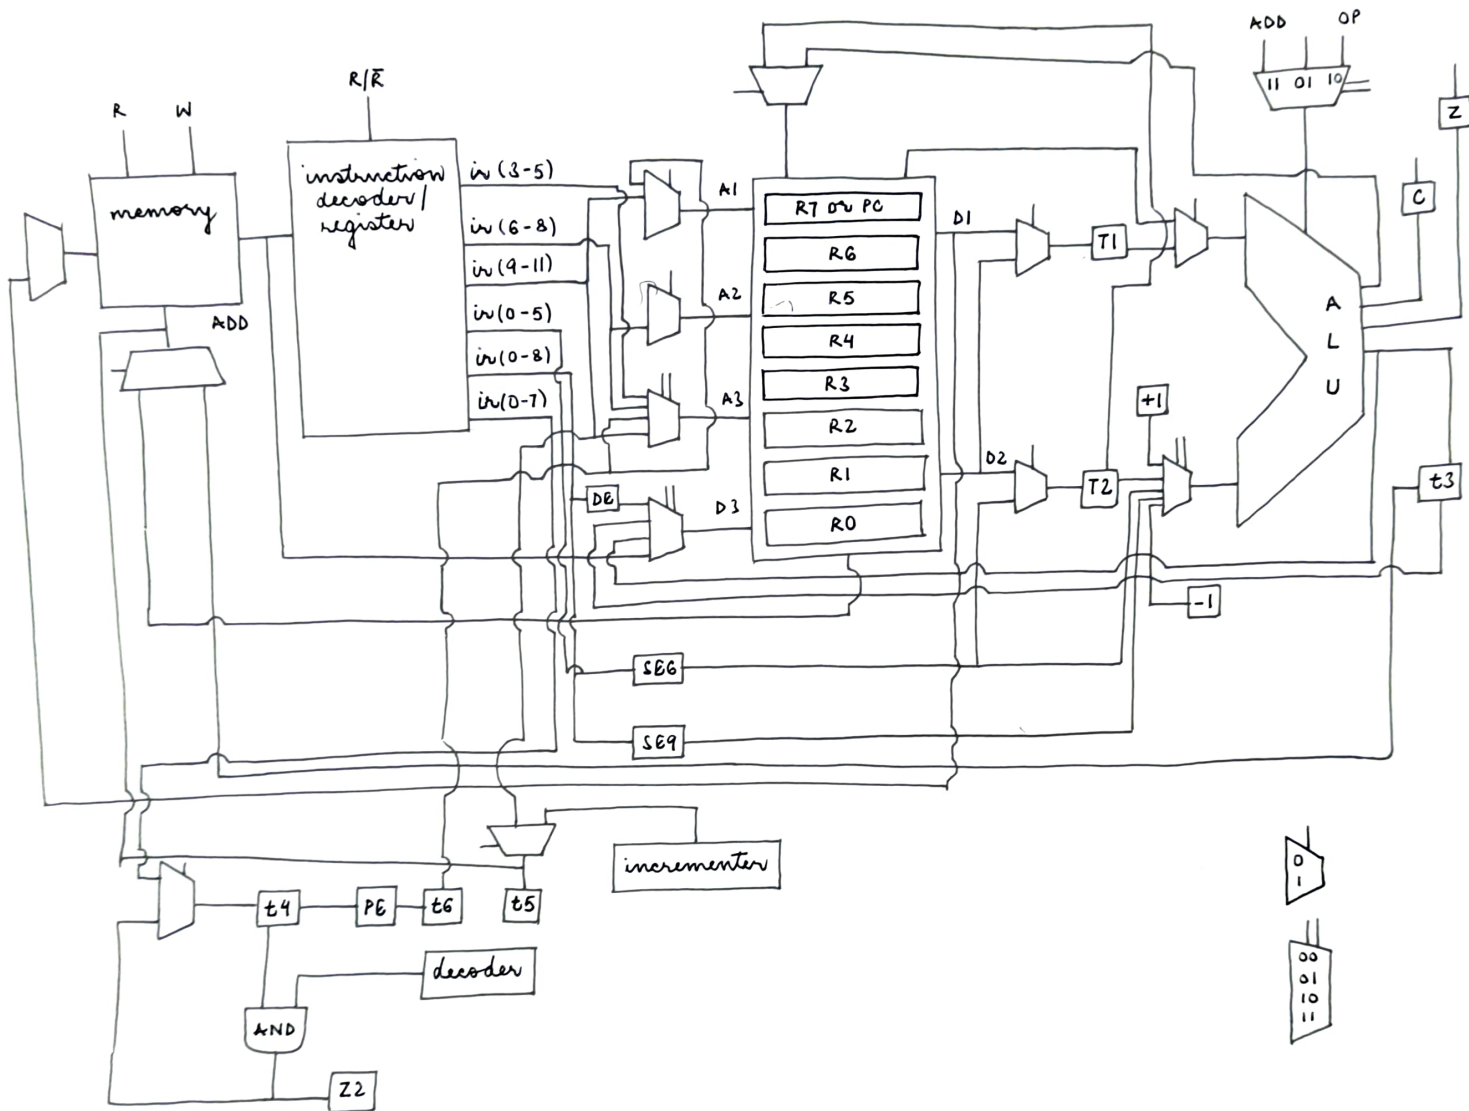 ADD OP
11 01 10
Z
R/R̄
R W
memory
ADD
instruction
decoder/
register
ir(3-5)
ir(6-8)
ir(9-11)
ir(0-5)
ir(0-8)
ir(0-7)
A1
A2
A3
D3
DE
R7 or PC
R6
R5
R4
R3
R2
R1
R0
D1
D2
T1
T2
+1
-1
A
L
U
C
t3
SE6
SE9
incrementer
t4
PE
t6
t5
decoder
AND
Z2
0
1
00
01
10
11